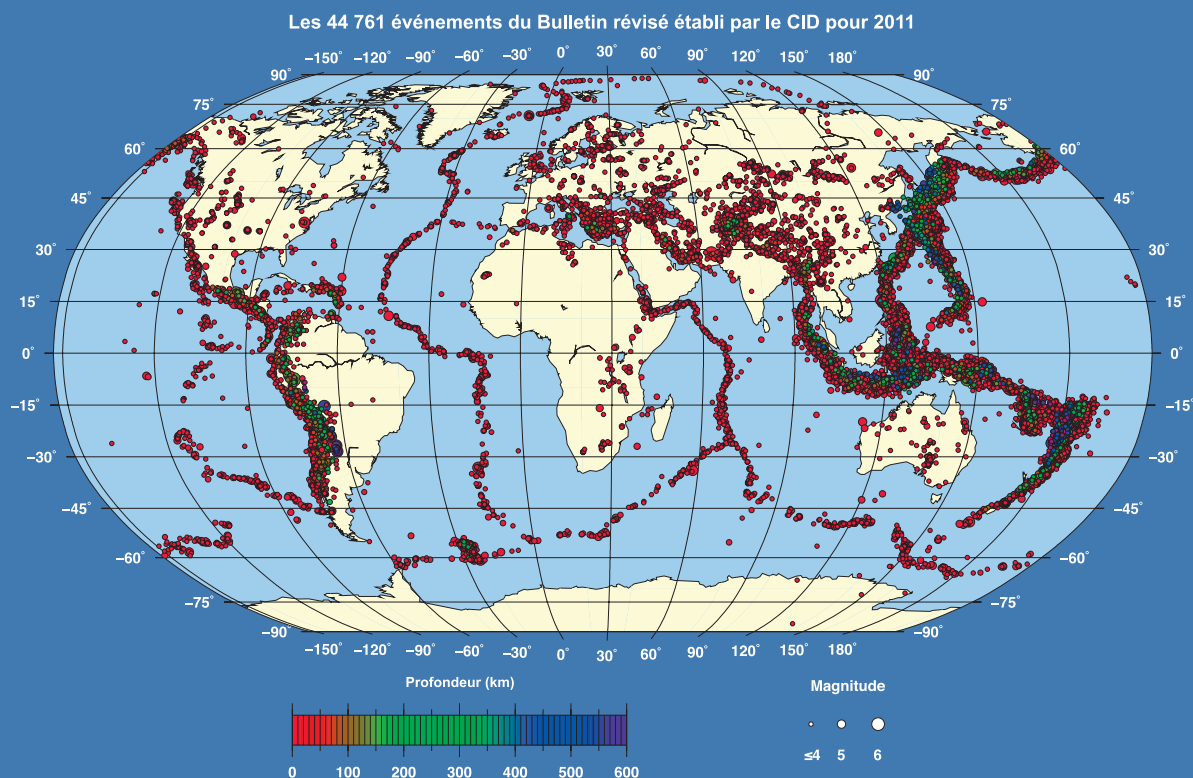 Les 44 761 événements du Bulletin révisé établi par le CID pour 2011
−150° −120° −90° −60° −30° 0° 30° 60° 90° 120° 150° 180°
90° 90°
75° 75°
60° 60°
45° 45°
30° 30°
15° 15°
0° 0°
−15° −15°
−30° −30°
−45° −45°
−60° −60°
−75° −75°
−90° −90°
−150° −120° −90° −60° −30° 0° 30° 60° 90° 120° 150° 180°
Profondeur (km)
0 100 200 300 400 500 600
Magnitude
≤4 5 6